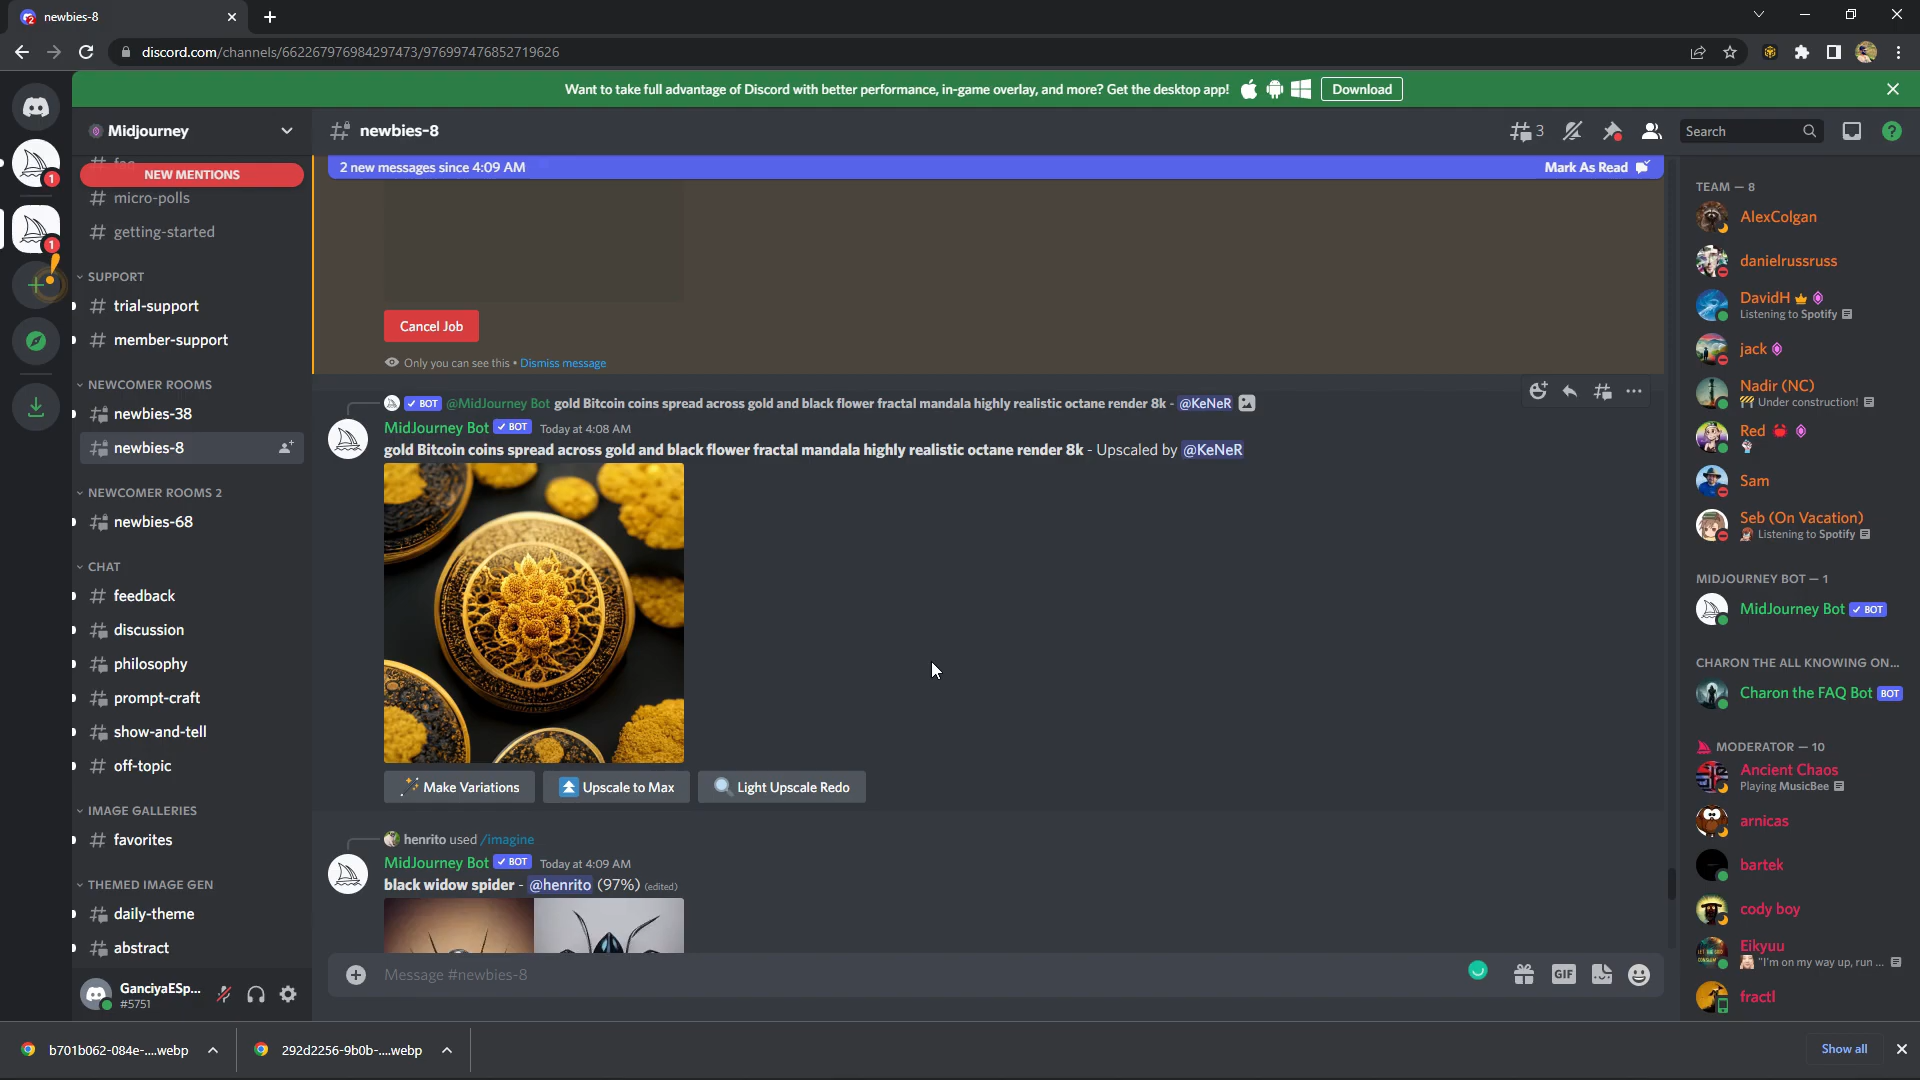 newbies-8
discord.com/channels/662267976984297473/976997476852719626
Want to take full advantage of Discord with better performance, in-game overlay, and more? Get the desktop app!
Download
Midjourney
NEW MENTIONS
micro-polls
getting-started
SUPPORT
trial-support
member-support
NEWCOMER ROOMS
newbies-38
newbies-8
NEWCOMER ROOMS 2
newbies-68
CHAT
feedback
discussion
philosophy
prompt-craft
show-and-tell
off-topic
IMAGE GALLERIES
favorites
THEMED IMAGE GEN
daily-theme
abstract
GanciyaESp...
#5751
newbies-8
3
Search
2 new messages since 4:09 AM
Mark As Read
Cancel Job
Only you can see this • Dismiss message
BOT @MidJourney Bot gold Bitcoin coins spread across gold and black flower fractal mandala highly realistic octane render 8k - @KeNeR
MidJourney Bot BOT Today at 4:08 AM
gold Bitcoin coins spread across gold and black flower fractal mandala highly realistic octane render 8k - Upscaled by @KeNeR
Make Variations
Upscale to Max
Light Upscale Redo
henrito used /imagine
MidJourney Bot BOT Today at 4:09 AM
black widow spider - @henrito (97%) (edited)
Message #newbies-8
GIF
TEAM — 8
AlexColgan
danielrussruss
DavidH
Listening to Spotify
jack
Nadir (NC)
Under construction!
Red
Sam
Seb (On Vacation)
Listening to Spotify
MIDJOURNEY BOT — 1
MidJourney Bot BOT
CHARON THE ALL KNOWING ON...
Charon the FAQ Bot BOT
MODERATOR — 10
Ancient Chaos
Playing MusicBee
arnicas
bartek
cody boy
Eikyuu
"I'm on my way up, run ...
fractl
b701b062-084e-....webp
292d2256-9b0b-....webp
Show all